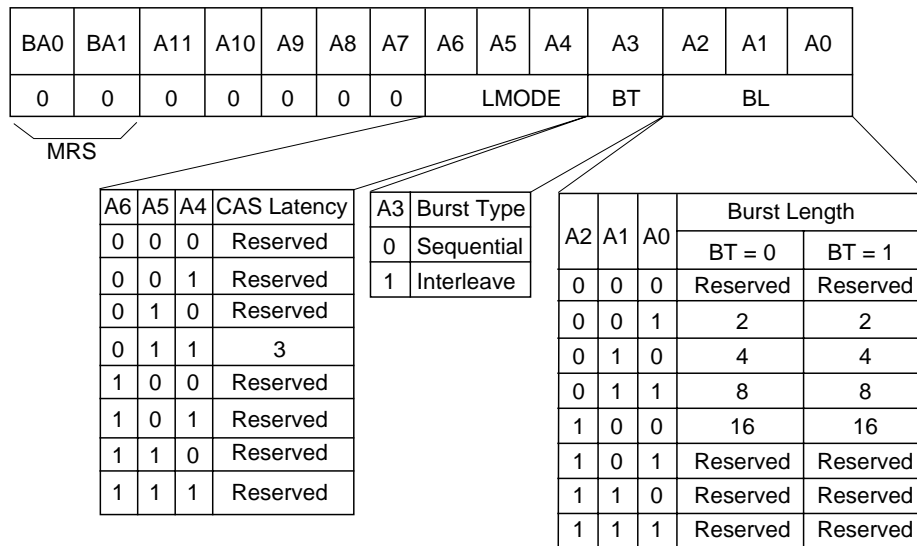 BA0 BA1 A11 A10 A9 A8 A7 A6 A5 A4 A3 A2 A1 A0
0 0 0 0 0 0 0 LMODE BT BL
MRS
A6 A5 A4 CAS Latency
0 0 0 Reserved
0 0 1 Reserved
0 1 0 Reserved
0 1 1 3
1 0 0 Reserved
1 0 1 Reserved
1 1 0 Reserved
1 1 1 Reserved
A3 Burst Type
0 Sequential
1 Interleave
A2 A1 A0 Burst Length
BT = 0 BT = 1
0 0 0 Reserved Reserved
0 0 1 2 2
0 1 0 4 4
0 1 1 8 8
1 0 0 16 16
1 0 1 Reserved Reserved
1 1 0 Reserved Reserved
1 1 1 Reserved Reserved